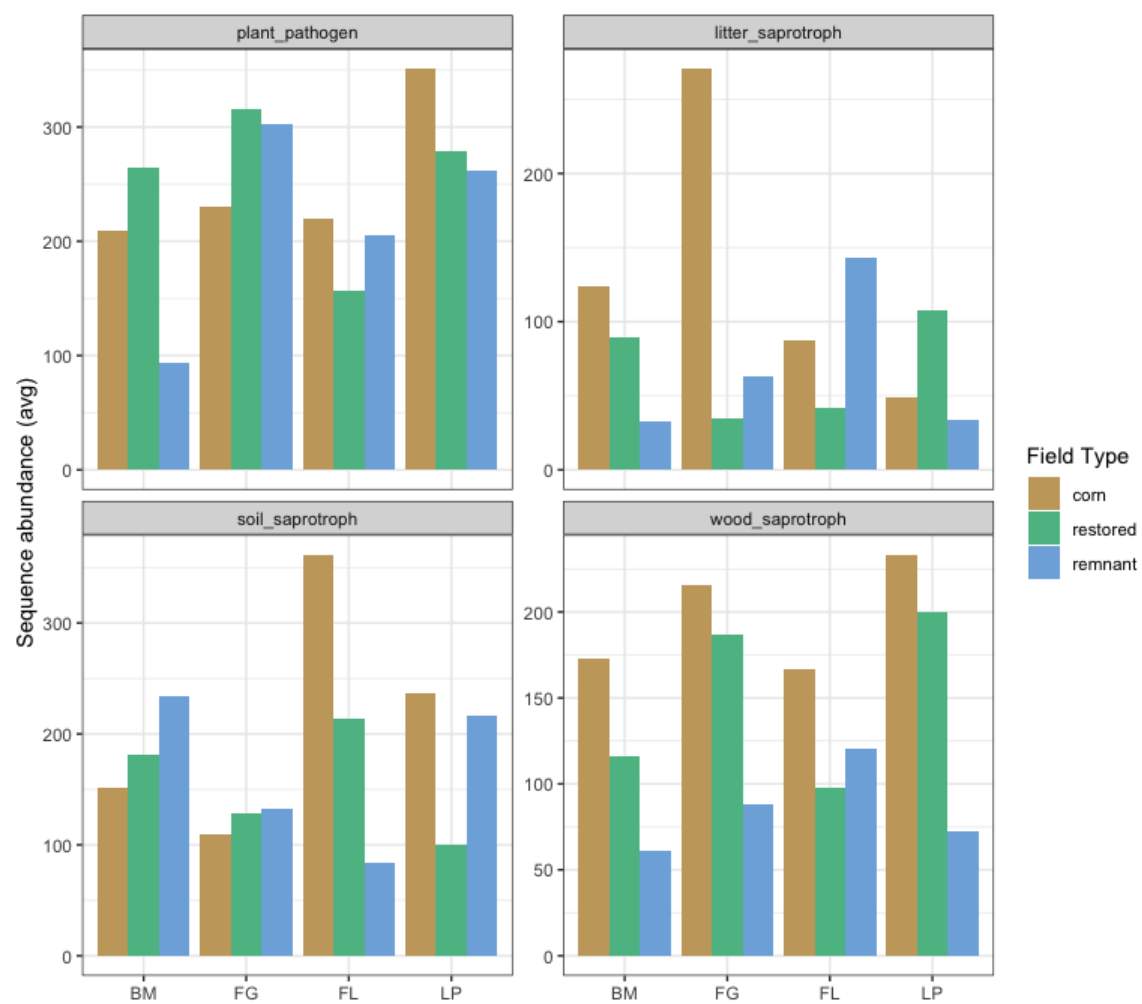 plant_pathogen
litter_saprotroph
300
200
100
0
200
100
0
soil_saprotroph
wood_saprotroph
300
200
100
0
200
150
100
50
0
BM FG FL LP
BM FG FL LP
Sequence abundance (avg)
Field Type
corn
restored
remnant